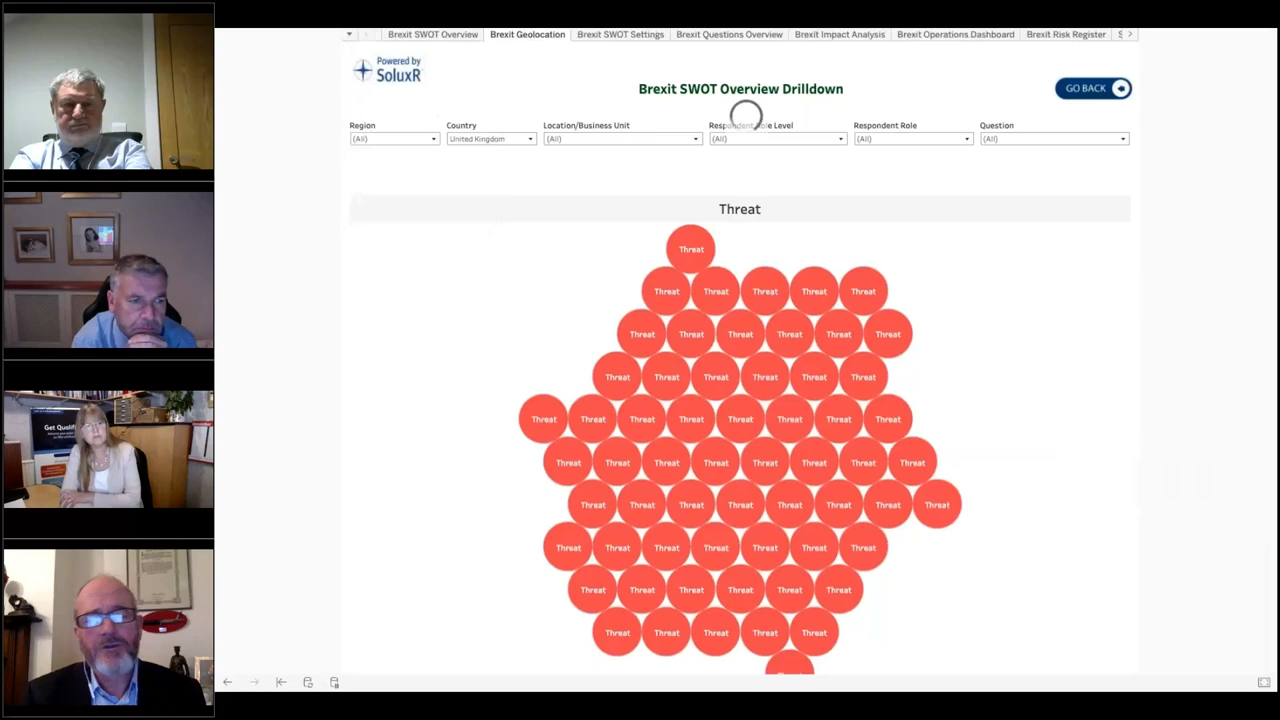 Brexit SWOT Overview Brexit Geolocation Brexit SWOT Settings Brexit Questions Overview Brexit Impact Analysis Brexit Operations Dashboard Brexit Risk Register
Powered by
SoluxR
Brexit SWOT Overview Drilldown
GO BACK
Region Country Location/Business Unit Respondent Role Level Respondent Role Question
(All) United Kingdom (All) (All) (All) (All)
Threat
Threat
Threat Threat Threat Threat Threat
Threat Threat Threat Threat Threat Threat
Threat Threat Threat Threat Threat Threat
Threat Threat Threat Threat Threat Threat Threat Threat
Threat Threat Threat Threat Threat Threat Threat Threat
Threat Threat Threat Threat Threat Threat Threat Threat
Threat Threat Threat Threat Threat Threat Threat
Threat Threat Threat Threat Threat Threat
Threat Threat Threat Threat Threat
Get Qualif